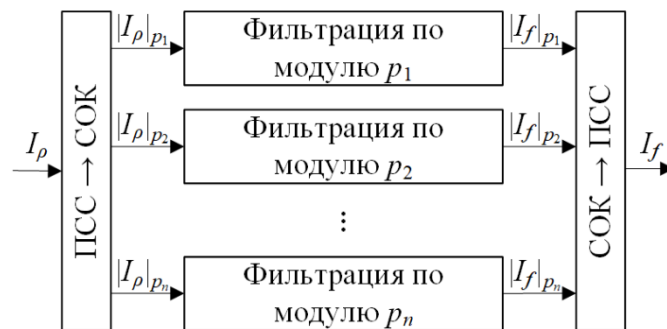 |I_ρ|_{p_1} Фильтрация по |I_f|_{p_1}
модулю p_1
|I_ρ|_{p_2} Фильтрация по |I_f|_{p_2}
модулю p_2
I_ρ ПСС → СОК СОК → ПСС I_f
⋮
|I_ρ|_{p_n} Фильтрация по |I_f|_{p_n}
модулю p_n